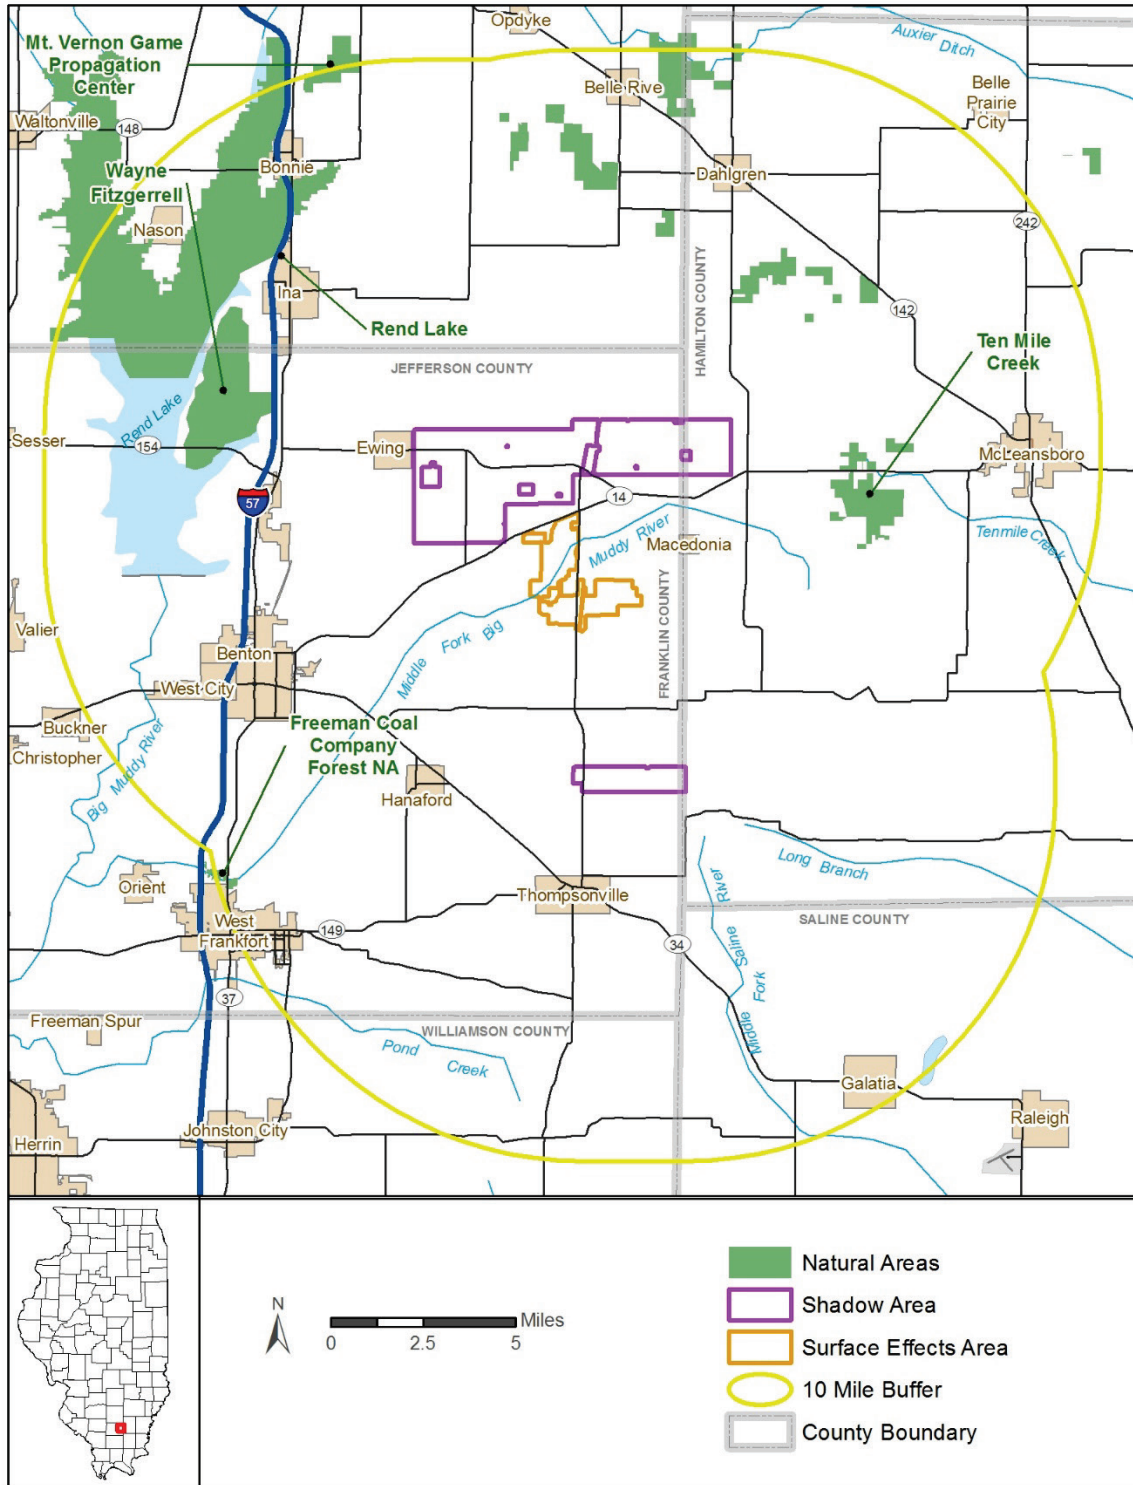 Opdyke
Auxier Ditch
Mt. Vernon Game
Propagation
Center
Belle Rive
Belle
Prairie
City
Waltonville
148
Bonnie
Wayne
Fitzgerrell
Dahlgren
Nason
242
Ina
HAMILTON COUNTY
142
Rend Lake
Ten Mile
Creek
JEFFERSON COUNTY
Rend Lake
Sesser
154
Ewing
McLeansboro
57
14
Muddy River
Macedonia
Tenmile Creek
Valier
Benton
Middle Fork Big
FRANKLIN COUNTY
West City
Buckner
Christopher
Freeman Coal
Company
Forest NA
Big Muddy River
Hanaford
Long Branch
Orient
Thompsonville
SALINE COUNTY
West
Frankfort
149
34
Middle Fork Saline River
37
Freeman Spur
WILLIAMSON COUNTY
Pond
Creek
Galatia
Raleigh
Herrin
Johnston City
N
Miles
0 2.5 5
Natural Areas
Shadow Area
Surface Effects Area
10 Mile Buffer
County Boundary